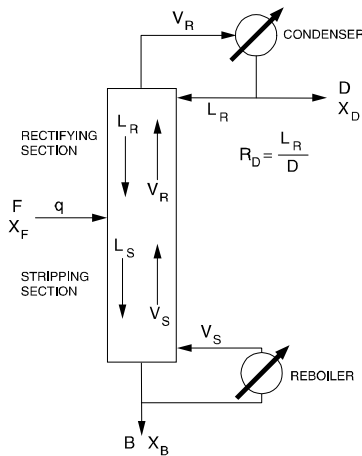 V_R
CONDENSER
L_R
D
X_D
RECTIFYING
SECTION
L_R
V_R
R_D = L_R / D
F
q
X_F
L_S
STRIPPING
SECTION
V_S
V_S
REBOILER
B X_B